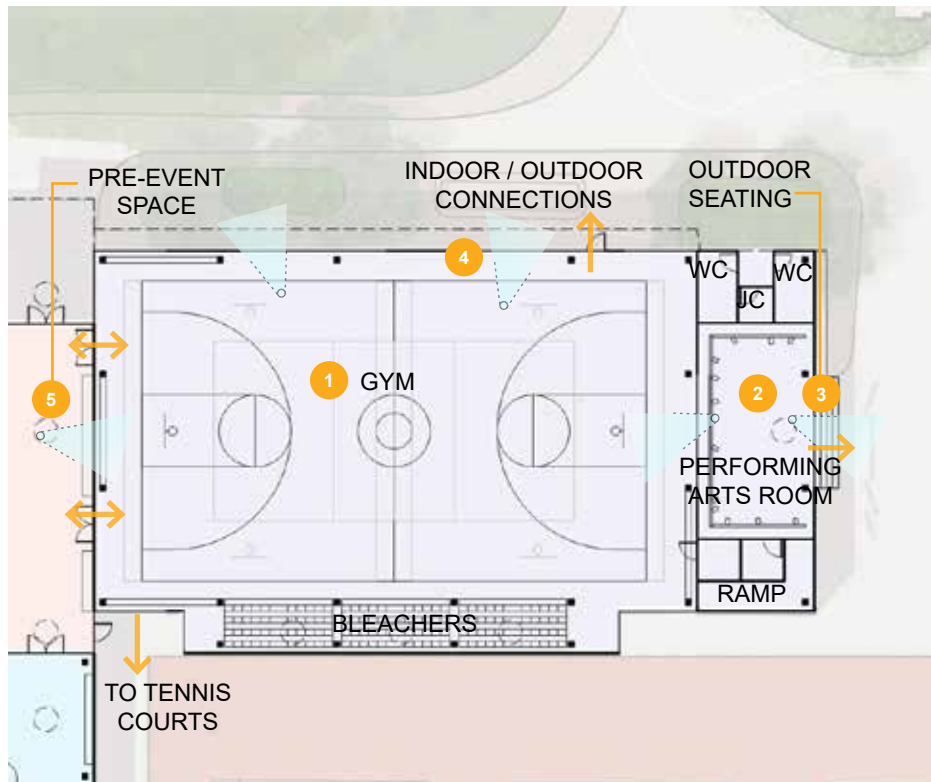 PRE-EVENT
SPACE
INDOOR / OUTDOOR
CONNECTIONS
OUTDOOR
SEATING
4
WC
WC
JC
1
GYM
5
2
3
PERFORMING
ARTS ROOM
RAMP
BLEACHERS
TO TENNIS
COURTS